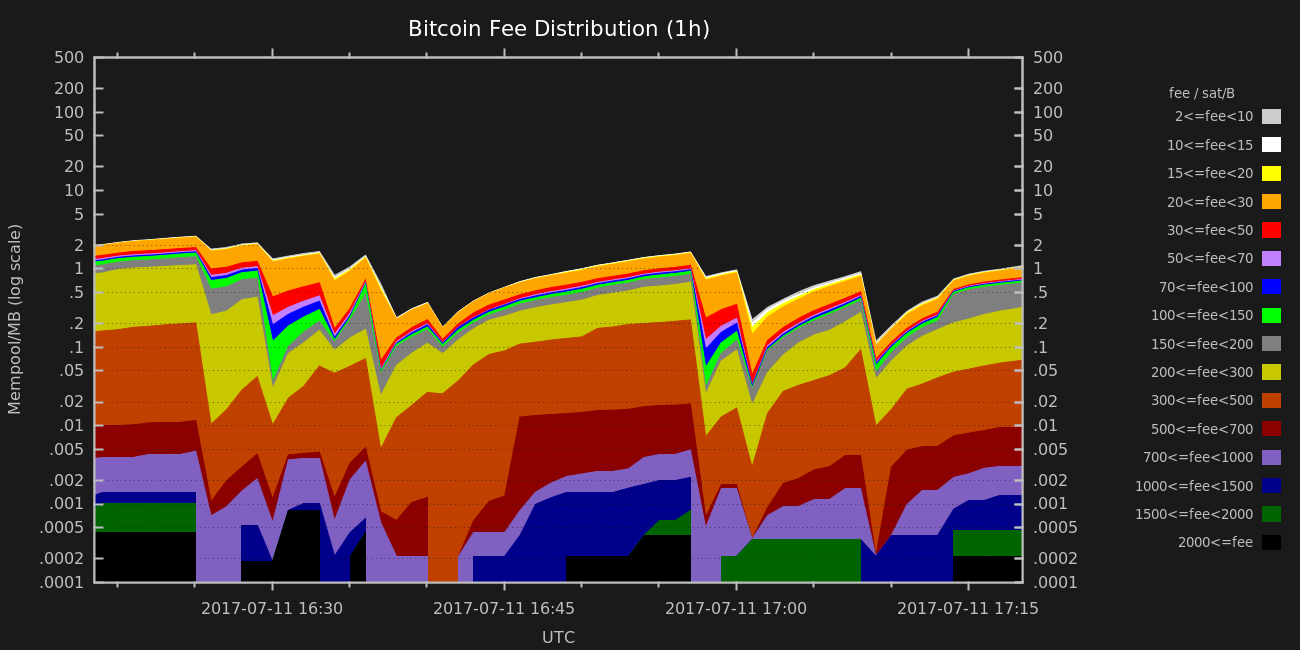 Bitcoin Fee Distribution (1h)
Mempool/MB (log scale)
500
200
100
50
20
10
5
2
1
.5
.2
.1
.05
.02
.01
.005
.002
.001
.0005
.0002
.0001
500
200
100
50
20
10
5
2
1
.5
.2
.1
.05
.02
.01
.005
.002
.001
.0005
.0002
.0001
2017-07-11 16:30
2017-07-11 16:45
2017-07-11 17:00
2017-07-11 17:15
UTC
fee / sat/B
2<=fee<10
10<=fee<15
15<=fee<20
20<=fee<30
30<=fee<50
50<=fee<70
70<=fee<100
100<=fee<150
150<=fee<200
200<=fee<300
300<=fee<500
500<=fee<700
700<=fee<1000
1000<=fee<1500
1500<=fee<2000
2000<=fee